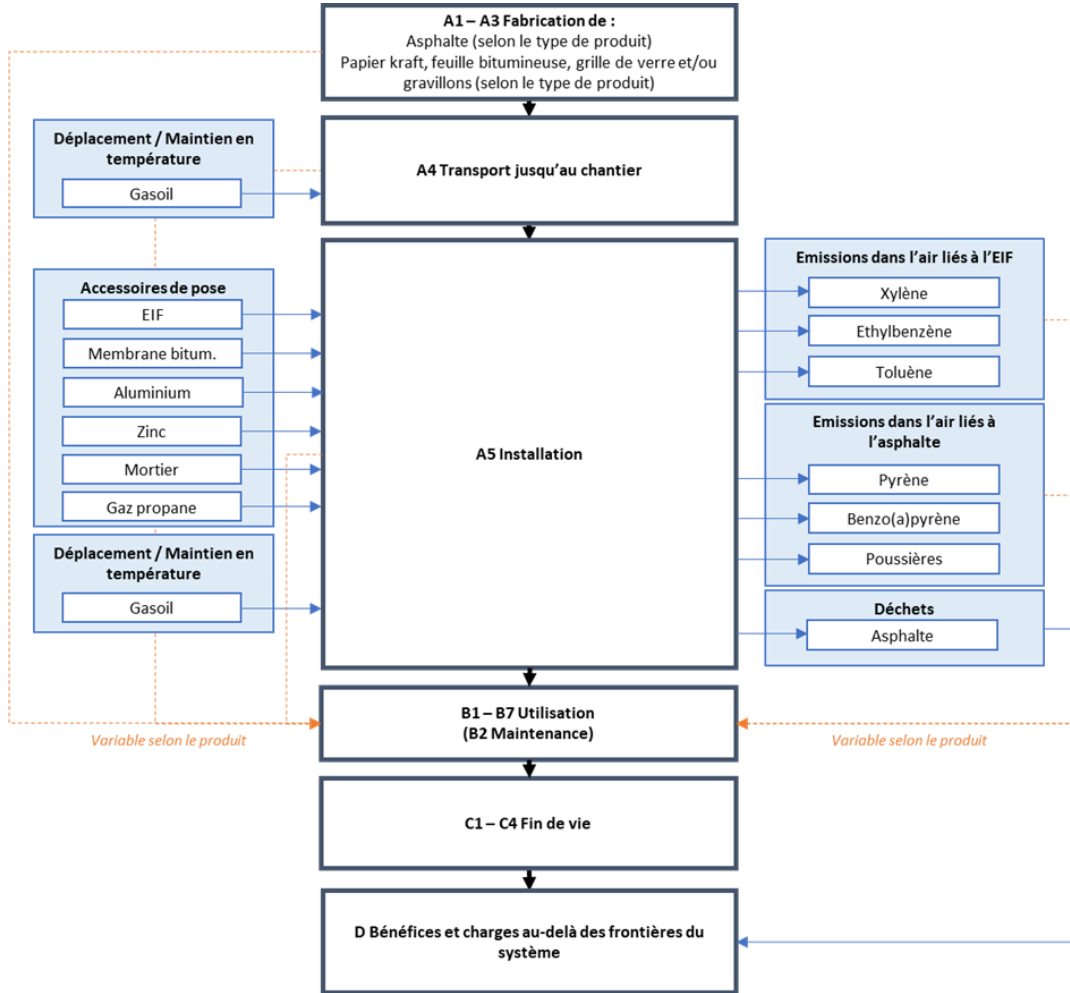 A1 – A3 Fabrication de :
Asphalte (selon le type de produit)
Papier kraft, feuille bitumineuse, grille de verre et/ou
gravillons (selon le type de produit)
Déplacement / Maintien en
température
Gasoil
A4 Transport jusqu’au chantier
Accessoires de pose
EIF
Membrane bitum.
Aluminium
Zinc
Mortier
Gaz propane
Déplacement / Maintien en
température
Gasoil
A5 Installation
Emissions dans l’air liés à l’EIF
Xylène
Ethylbenzène
Toluène
Emissions dans l’air liés à
l’asphalte
Pyrène
Benzo(a)pyrène
Poussières
Déchets
Asphalte
B1 – B7 Utilisation
(B2 Maintenance)
Variable selon le produit
Variable selon le produit
C1 – C4 Fin de vie
D Bénéfices et charges au-delà des frontières du
système